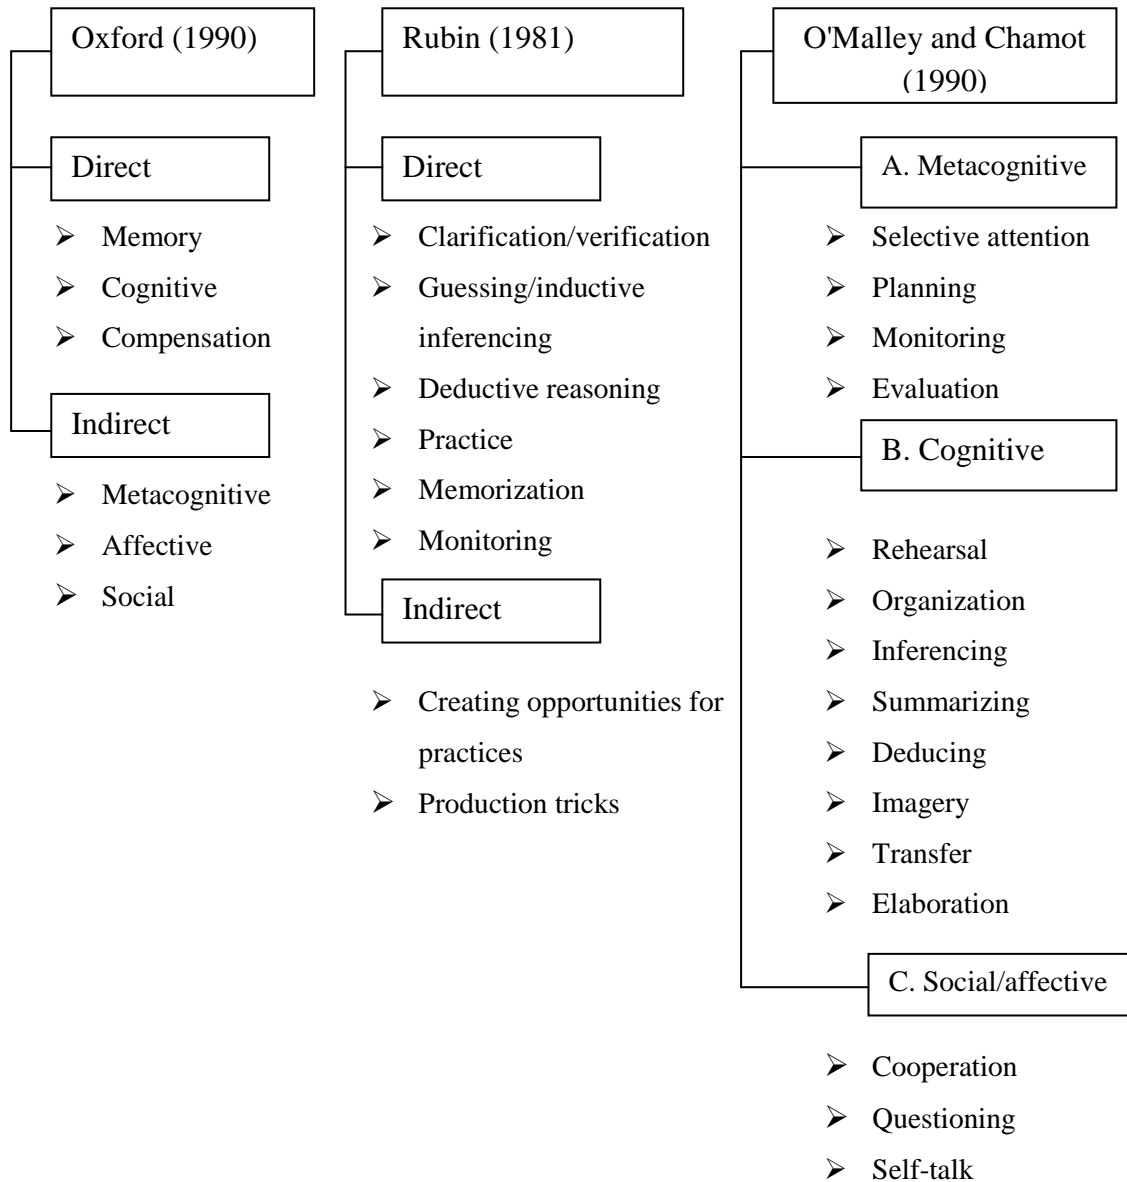 Oxford (1990)
Direct
➢ Memory
➢ Cognitive
➢ Compensation
Indirect
➢ Metacognitive
➢ Affective
➢ Social
Rubin (1981)
Direct
➢ Clarification/verification
➢ Guessing/inductive
inferencing
➢ Deductive reasoning
➢ Practice
➢ Memorization
➢ Monitoring
Indirect
➢ Creating opportunities for
practices
➢ Production tricks
O'Malley and Chamot
(1990)
A. Metacognitive
➢ Selective attention
➢ Planning
➢ Monitoring
➢ Evaluation
B. Cognitive
➢ Rehearsal
➢ Organization
➢ Inferencing
➢ Summarizing
➢ Deducing
➢ Imagery
➢ Transfer
➢ Elaboration
C. Social/affective
➢ Cooperation
➢ Questioning
➢ Self-talk